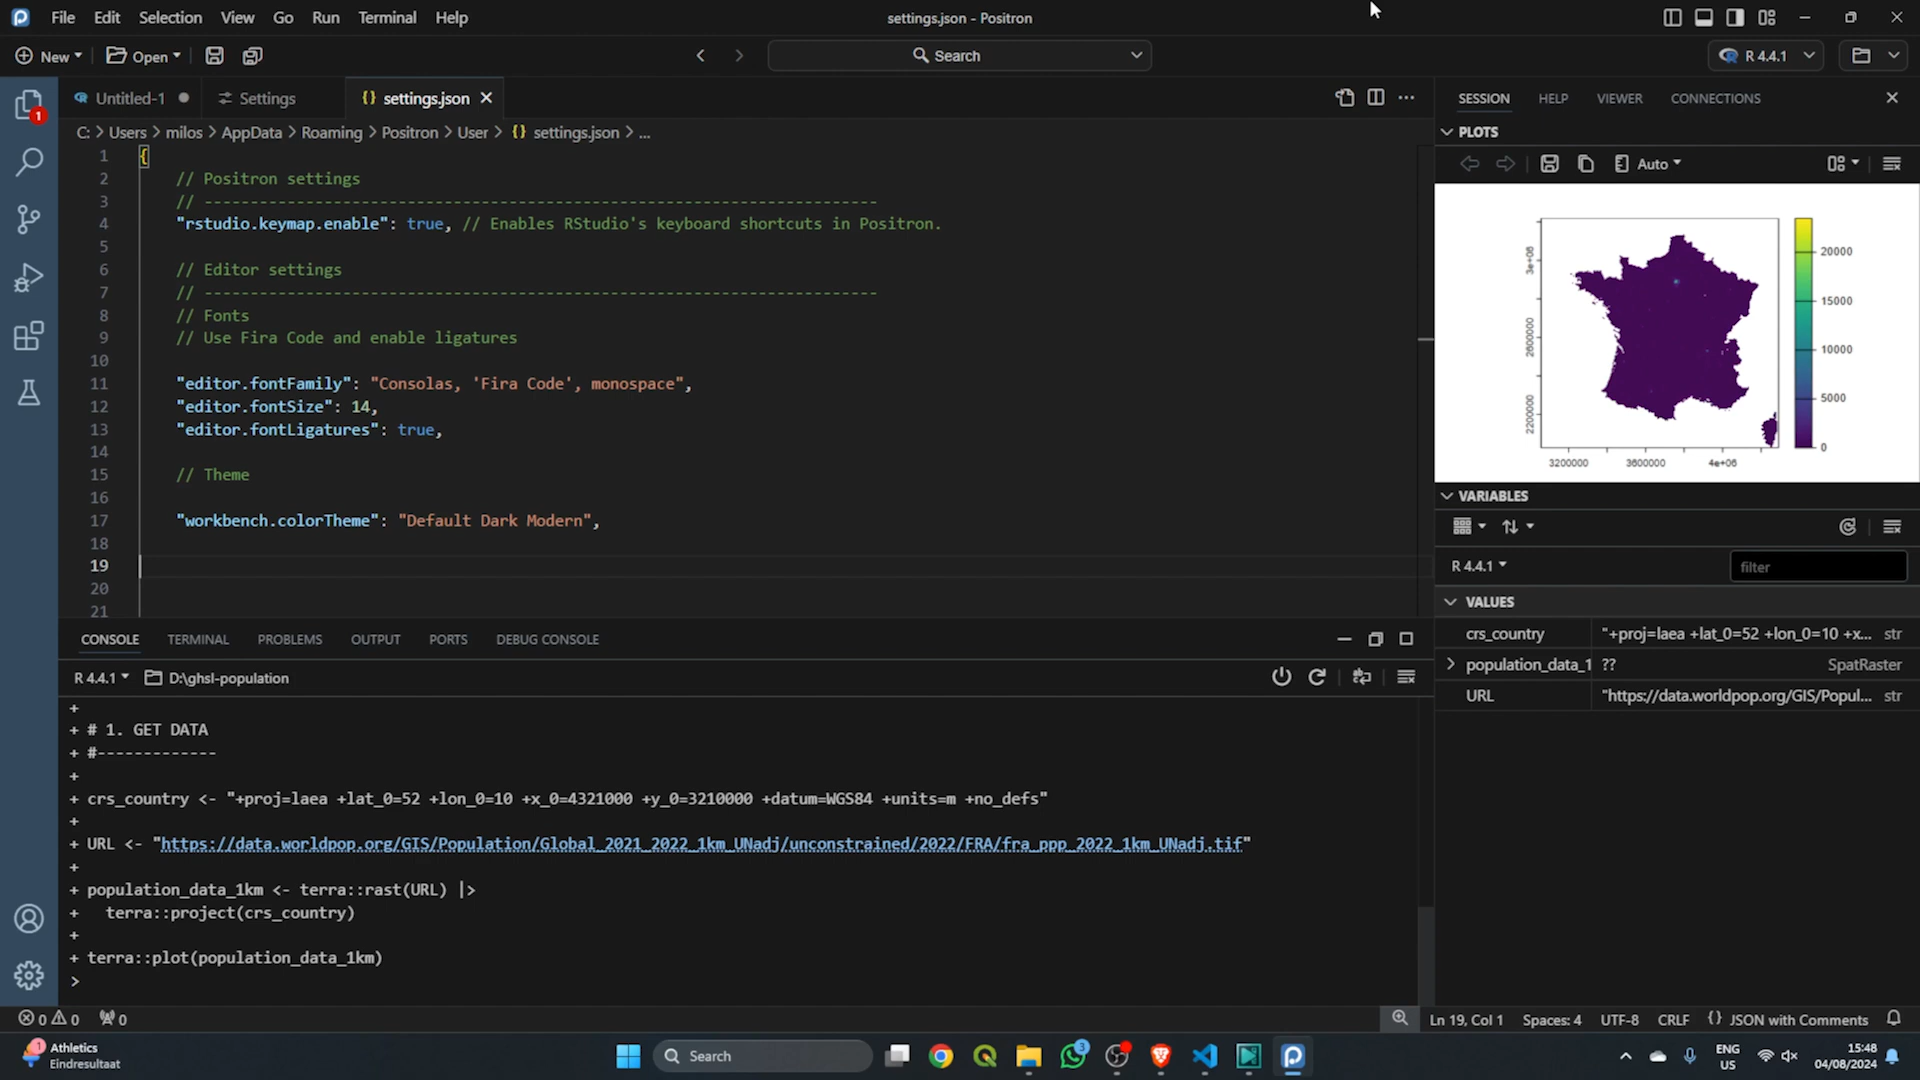 File Edit Selection View Go Run Terminal Help
settings.json - Positron
New Open Search R 4.4.1
Untitled-1 Settings {} settings.json
C: > Users > milos > AppData > Roaming > Positron > User > {} settings.json > ...
1 {
2 // Positron settings
3 // -------------------------------------------------------------------------
4 "rstudio.keymap.enable": true, // Enables RStudio's keyboard shortcuts in Positron.
5
6 // Editor settings
7 // -------------------------------------------------------------------------
8 // Fonts
9 // Use Fira Code and enable ligatures
10
11 "editor.fontFamily": "Consolas, 'Fira Code', monospace",
12 "editor.fontSize": 14,
13 "editor.fontLigatures": true,
14
15 // Theme
16
17 "workbench.colorTheme": "Default Dark Modern",
18
19
20
21
1
CONSOLE TERMINAL PROBLEMS OUTPUT PORTS DEBUG CONSOLE
R 4.4.1 D:\ghsl-population
+
+ # 1. GET DATA
+ #-------------
+
+ crs_country <- "+proj=laea +lat_0=52 +lon_0=10 +x_0=4321000 +y_0=3210000 +datum=WGS84 +units=m +no_defs"
+
+ URL <- "https://data.worldpop.org/GIS/Population/Global_2021_2022_1km_UNadj/unconstrained/2022/FRA/fra_ppp_2022_1km_UNadj.tif"
+
+ population_data_1km <- terra::rast(URL) |>
+ terra::project(crs_country)
+
+ terra::plot(population_data_1km)
>
SESSION HELP VIEWER CONNECTIONS
PLOTS
Auto
3e+06
2600000
2200000
3200000 3600000 4e+06
20000
15000
10000
5000
0
VARIABLES
R 4.4.1 filter
VALUES
crs_country "+proj=laea +lat_0=52 +lon_0=10 +x... str
population_data_1 ?? SpatRaster
URL "https://data.worldpop.org/GIS/Popul... str
0 0 0
Ln 19, Col 1 Spaces: 4 UTF-8 CRLF {} JSON with Comments
1
Athletics
Eindresultaat
Search
3
ENG
US
15:48
04/08/2024